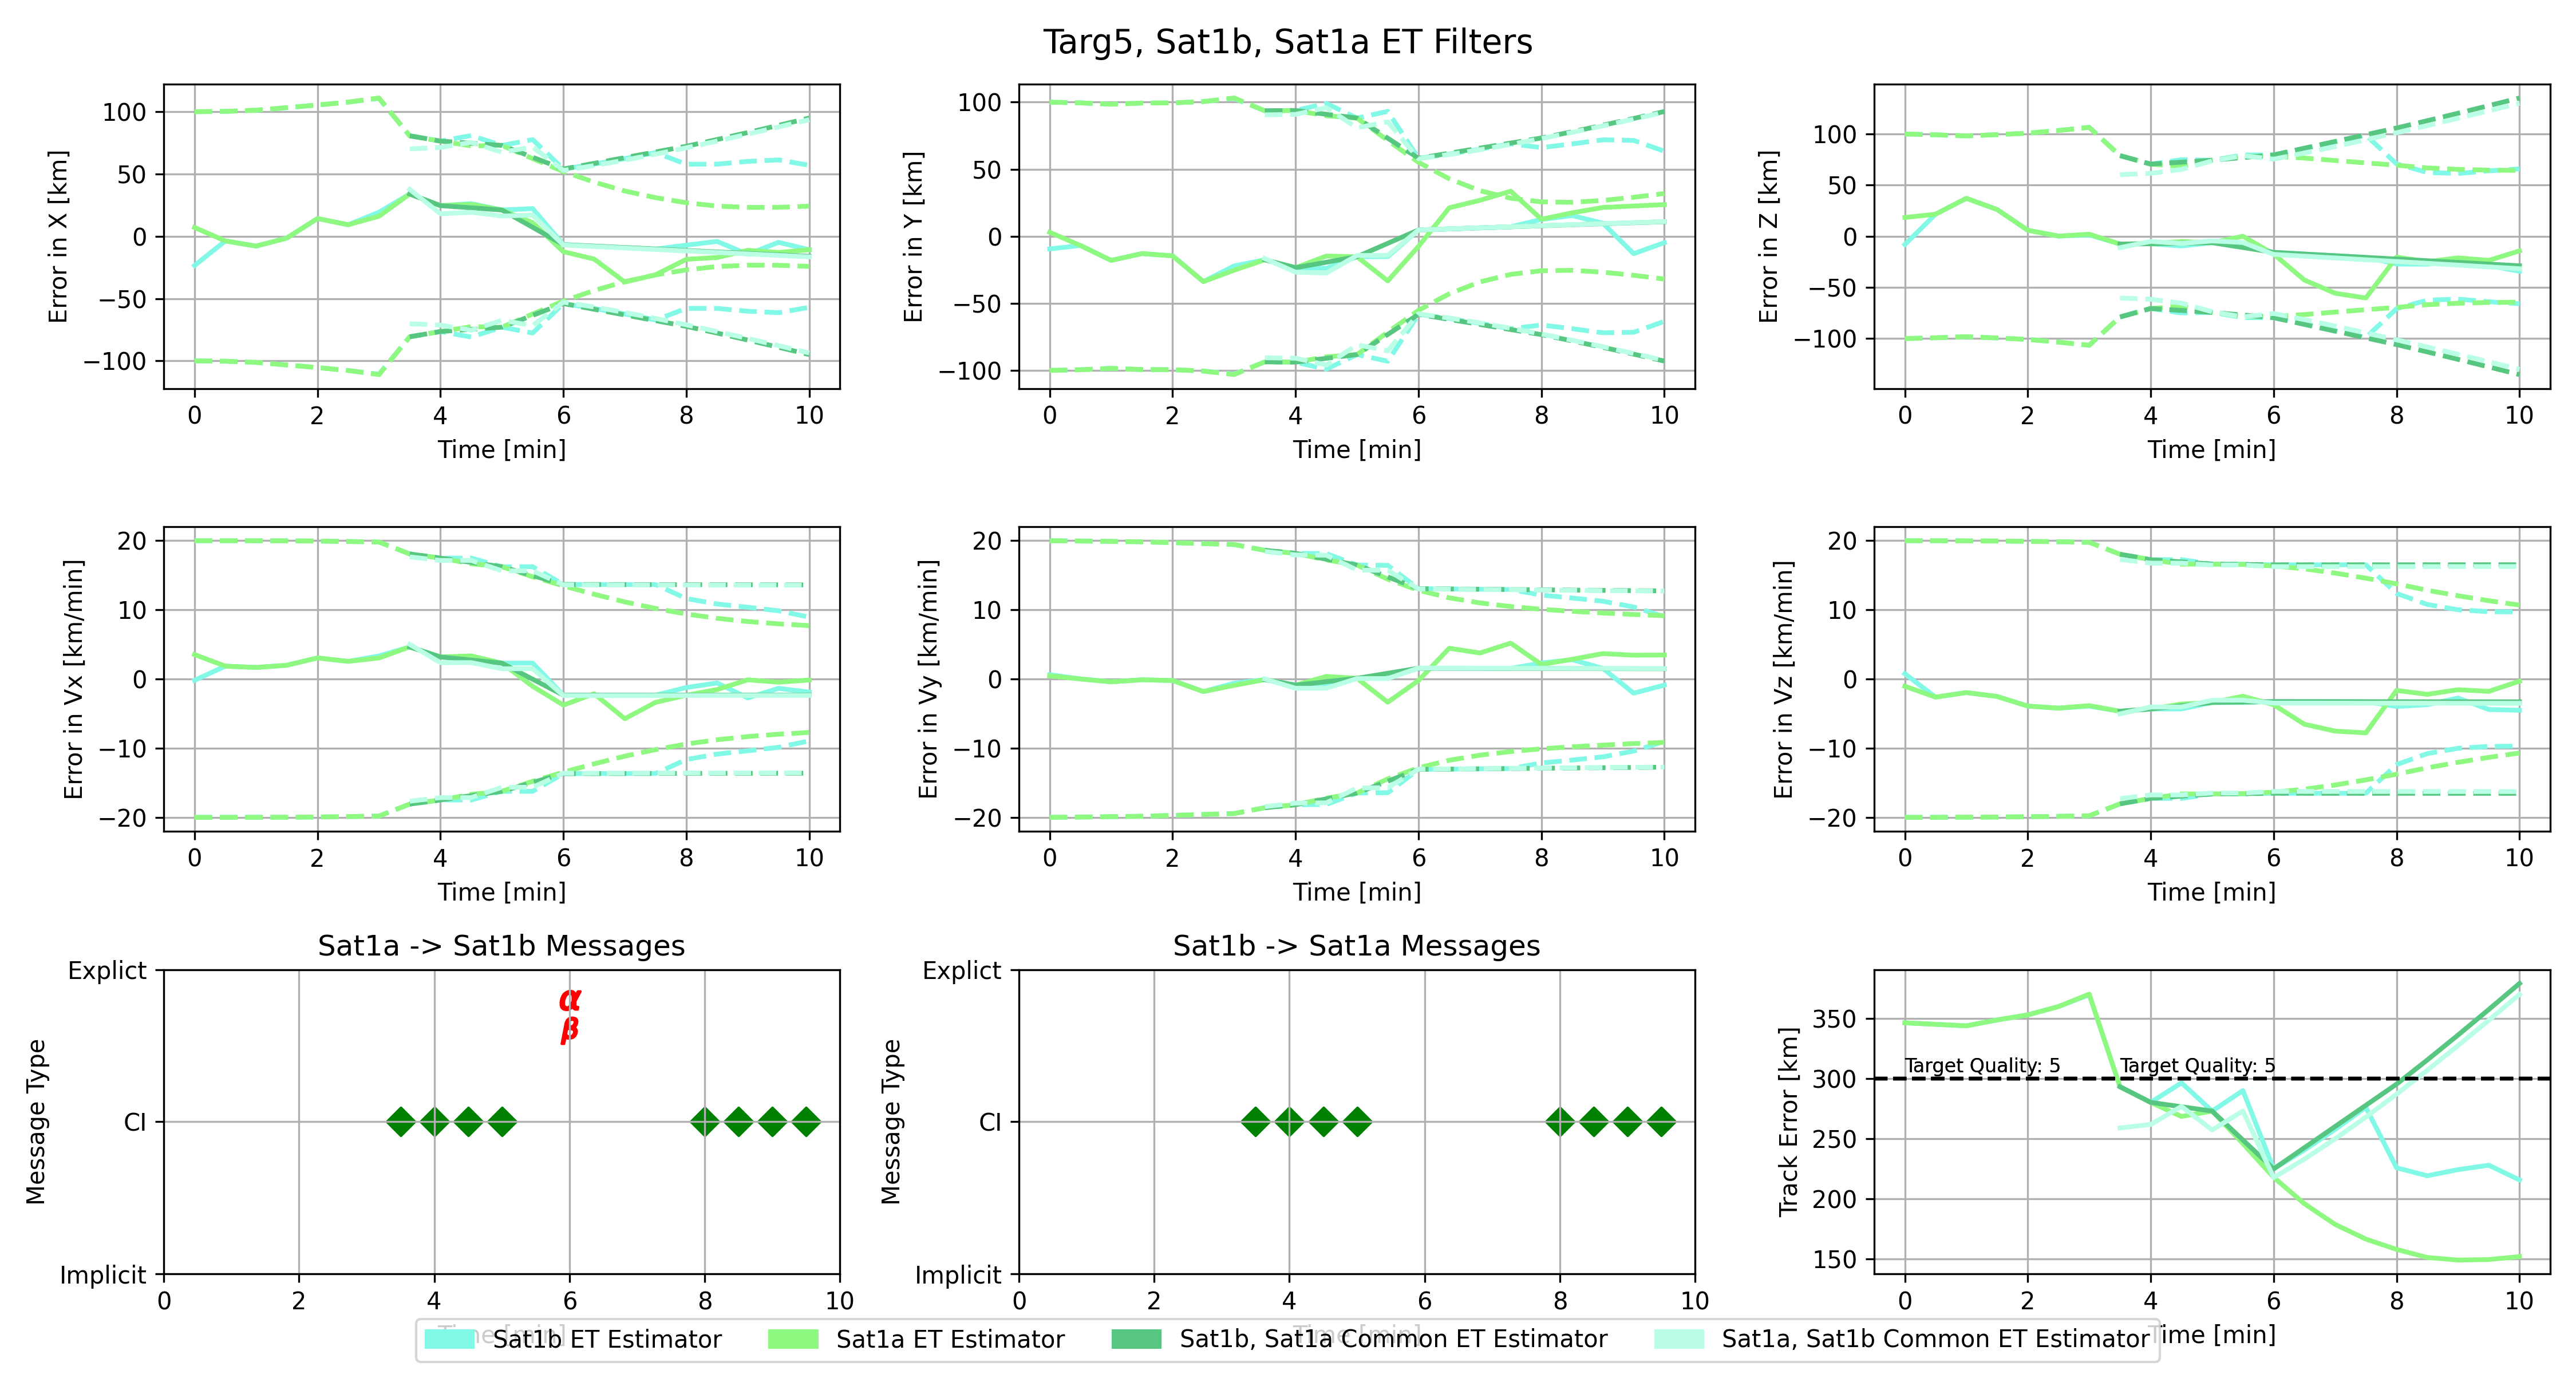 Targ5, Sat1b, Sat1a ET Filters
Error in X [km]
100
50
0
−50
−100
0 2 4 6 8 10
Time [min]
Error in Y [km]
100
50
0
−50
−100
0 2 4 6 8 10
Time [min]
Error in Z [km]
100
50
0
−50
−100
0 2 4 6 8 10
Time [min]
Error in Vx [km/min]
20
10
0
−10
−20
0 2 4 6 8 10
Time [min]
Error in Vy [km/min]
20
10
0
−10
−20
0 2 4 6 8 10
Time [min]
Error in Vz [km/min]
20
10
0
−10
−20
0 2 4 6 8 10
Time [min]
Sat1a -> Sat1b Messages
Message Type
Explict
CI
Implicit
α
β
0 2 4 6 8 10
Time [min]
Sat1b -> Sat1a Messages
Message Type
Explict
CI
Implicit
0 2 4 6 8 10
Time [min]
Track Error [km]
350
300
250
200
150
Target Quality: 5 Target Quality: 5
0 2 4 6 8 10
Time [min]
Sat1b ET Estimator Sat1a ET Estimator Sat1b, Sat1a Common ET Estimator Sat1a, Sat1b Common ET Estimator